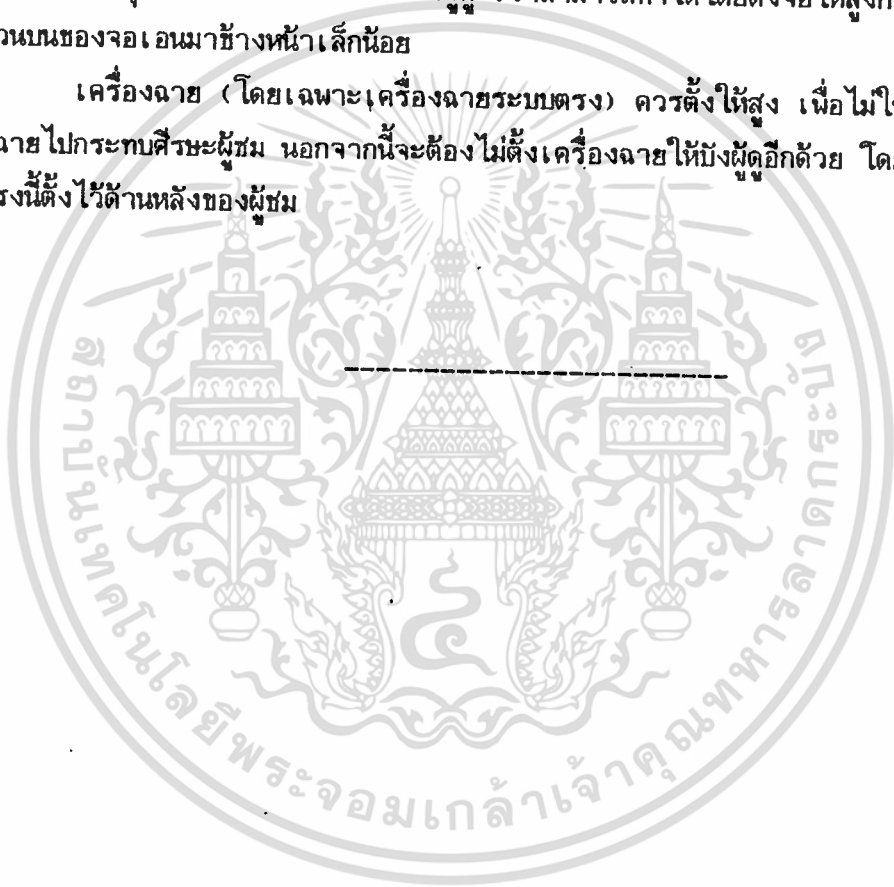 วนบนของจอเอนมาข้างหน้าเล็กน้อย
เครื่องฉาย (โดยเฉพาะเครื่องฉายระบบตรง) ควรตั้งให้สูง เพื่อไม่ให้
ฉายไปกระทบศีรษะผู้ชม นอกจากนี้จะต้องไม่ตั้งเครื่องฉายให้บังผู้ดูอีกด้วย โด
รงนี้ตั้งไว้ด้านหลังของผู้ชม
สถาบันเทคโนโลยีพระจอมเกล้าเจ้าคุณทหารลาดกระบัง